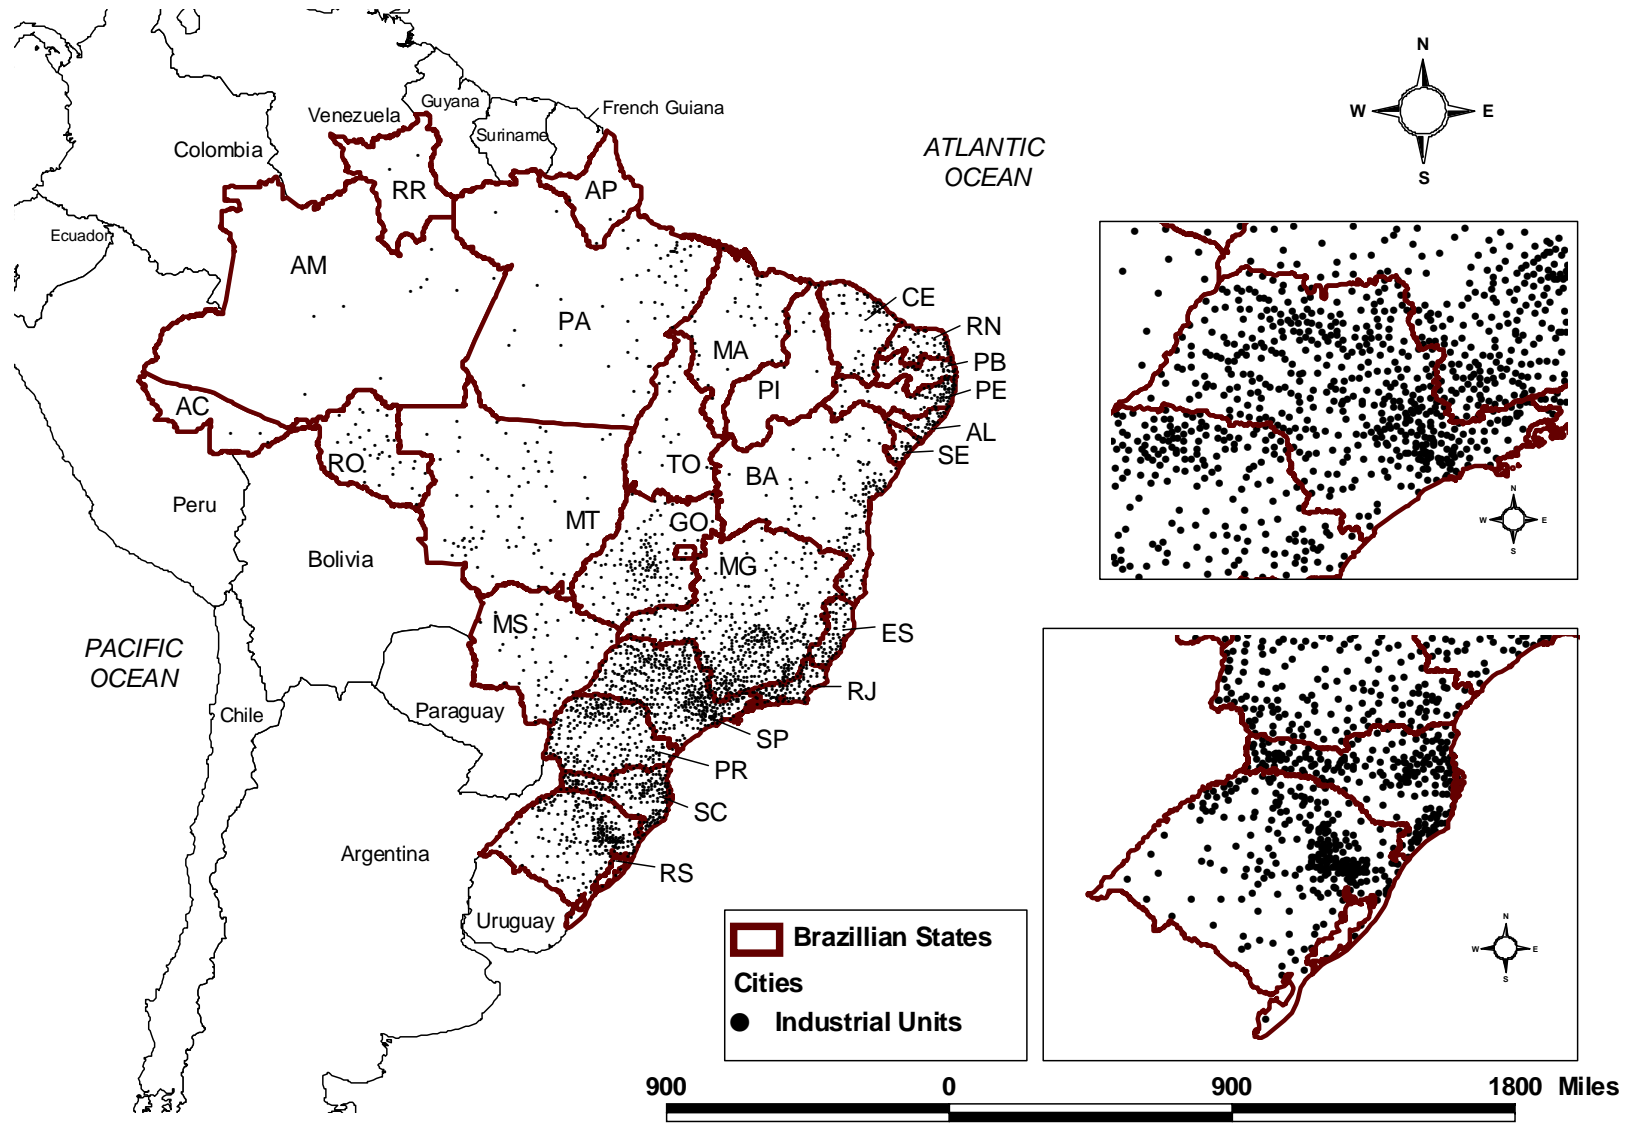 N
W E
S
Venezuela
Guyana
French Guiana
Suriname
Colombia
ATLANTIC
OCEAN
RR
AP
Ecuador
AM
CE
PA
RN
MA
PB
PI
PE
AC
AL
RO
TO
SE
BA
Peru
MT
GO
N
W E
S
Bolivia
MG
MS
ES
PACIFIC
OCEAN
RJ
Chile
Paraguay
SP
PR
SC
Argentina
RS
Uruguay
N
W E
S
Brazillian States
Cities
Industrial Units
900 0 900 1800 Miles